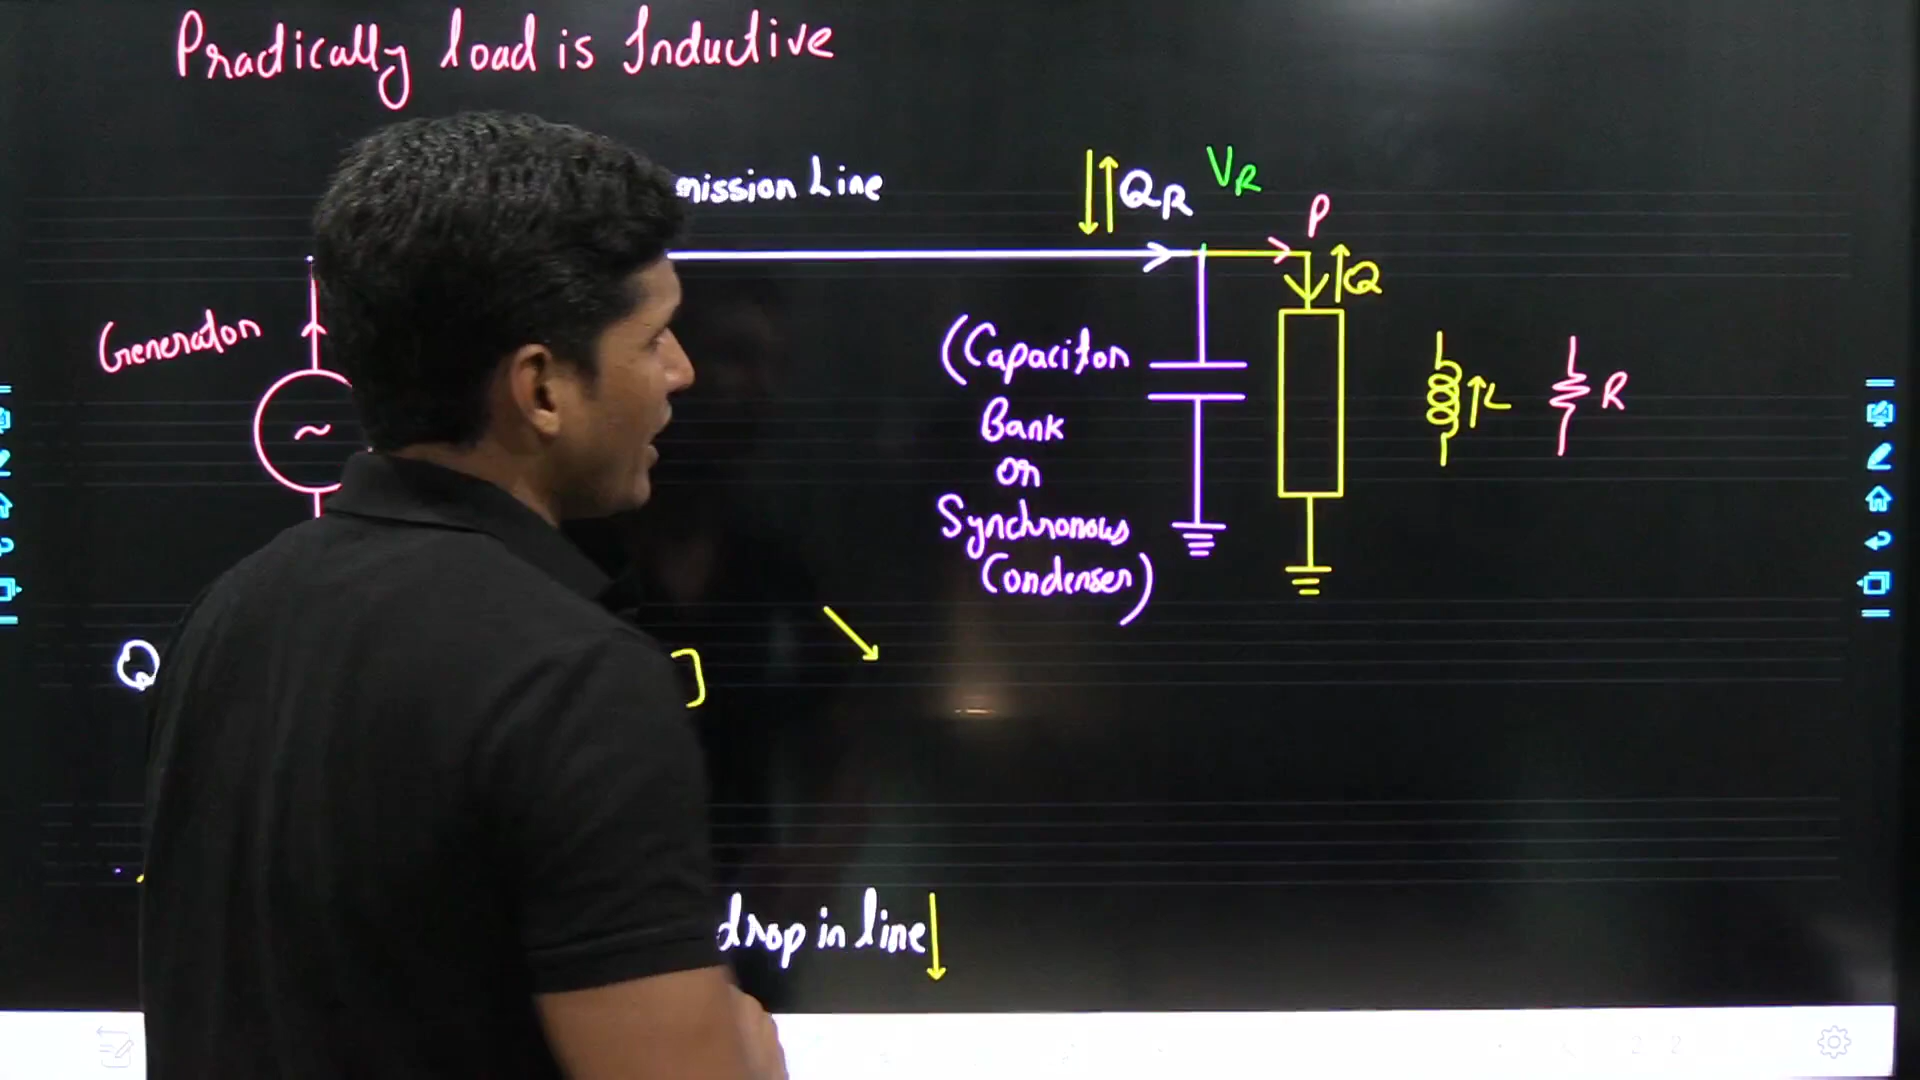 Practically load is Inductive
mission Line
QR
VR
P
Q
Generator
(Capacitor
Bank
or
Synchronous
Condenser)
L
R
Q
]
drop in line